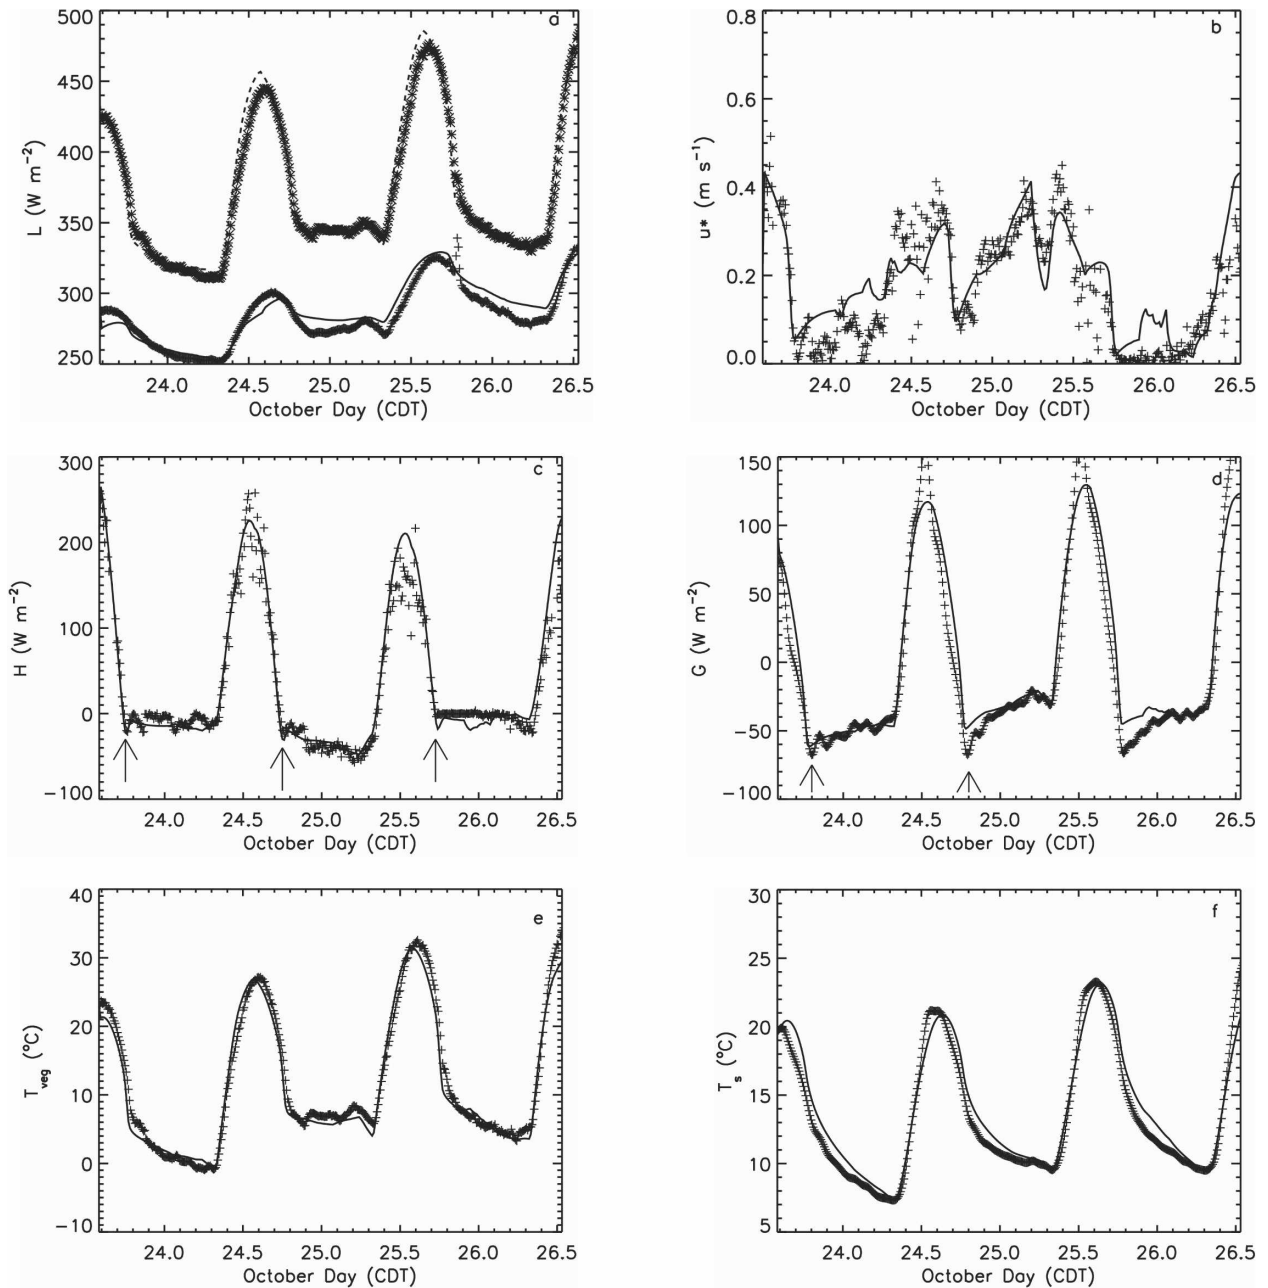 a
500
450
400
350
300
250
L (W m⁻²)
24.0 24.5 25.0 25.5 26.0 26.5
October Day (CDT)
b
0.8
0.6
0.4
0.2
0.0
u* (m s⁻¹)
24.0 24.5 25.0 25.5 26.0 26.5
October Day (CDT)
c
300
200
100
0
−100
H (W m⁻²)
24.0 24.5 25.0 25.5 26.0 26.5
October Day (CDT)
d
150
100
50
0
−50
−100
G (W m⁻²)
24.0 24.5 25.0 25.5 26.0 26.5
October Day (CDT)
e
40
30
20
10
0
−10
T_veg (°C)
24.0 24.5 25.0 25.5 26.0 26.5
October Day (CDT)
f
30
25
20
15
10
5
T_s (°C)
24.0 24.5 25.0 25.5 26.0 26.5
October Day (CDT)